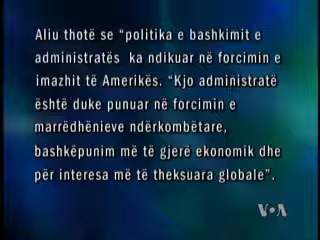 Aliu thotë se “politika e bashkimit e
administratës ka ndikuar në forcimin e
imazhit të Amerikës. “Kjo administratë
është duke punuar në forcimin e
marrëdhënieve ndërkombëtare,
bashkëpunim më të gjerë ekonomik dhe
për interesa më të theksuara globale”.
VOA